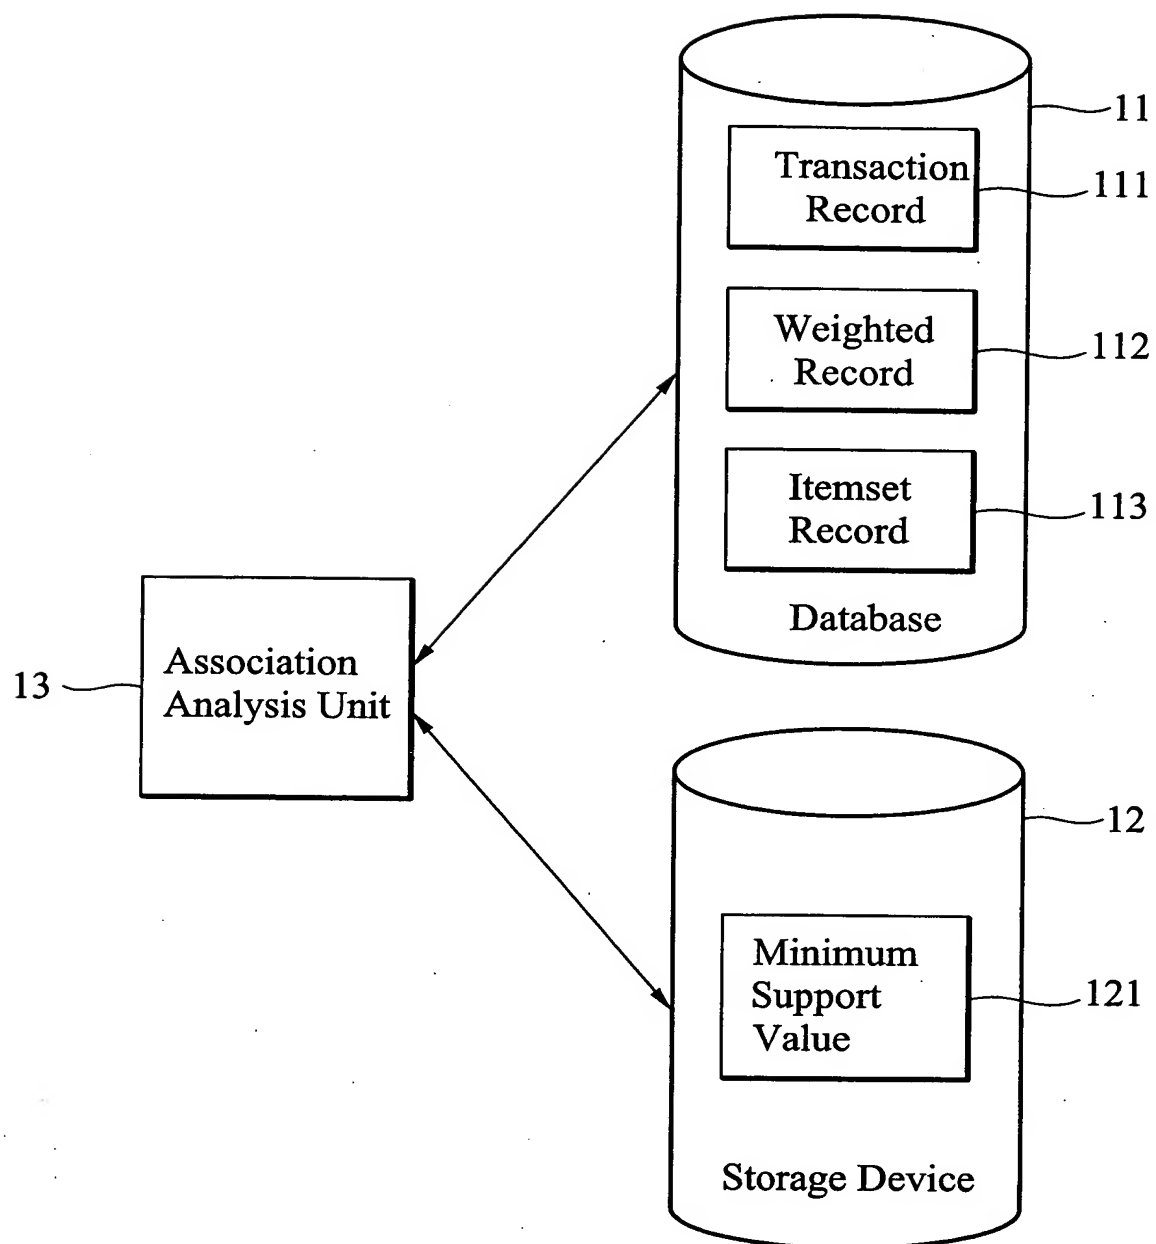 11
Transaction
Record
111
Weighted
Record
112
Itemset
Record
113
Database
Association
Analysis Unit
13
12
Minimum
Support
Value
121
Storage Device